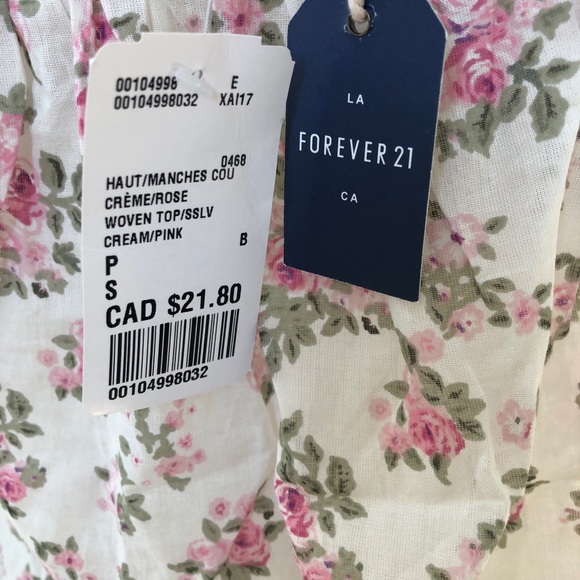 00104998 E
00104998032 XAI17
0468
HAUT/MANCHES COU
CRÈME/ROSE
WOVEN TOP/SSLV
CREAM/PINK B
P
S
CAD $21.80
00104998032
LA
FOREVER 21
CA